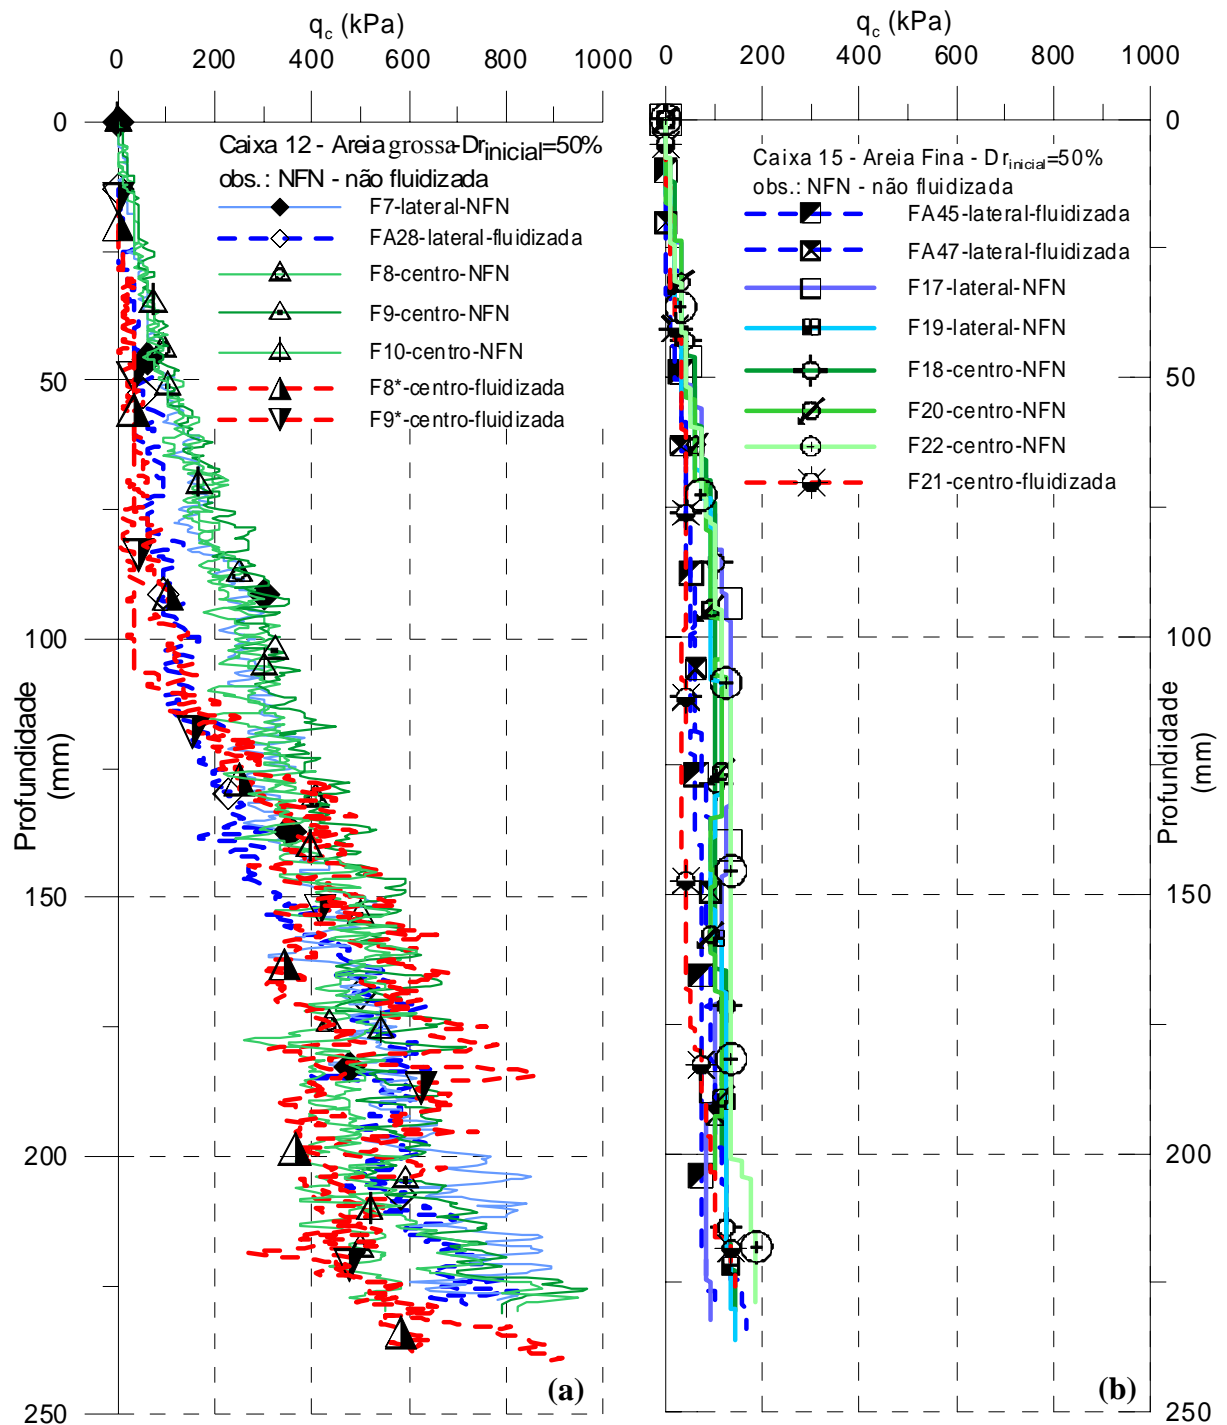 q_c (kPa)
0 200 400 600 800 1000
0
50
100
150
200
250
Profundidade
(mm)
Caixa 12 - Areia grossa-Dr_inicial=50%
obs.: NFN - não fluidizada
F7-lateral-NFN
FA28-lateral-fluidizada
F8-centro-NFN
F9-centro-NFN
F10-centro-NFN
F8*-centro-fluidizada
F9*-centro-fluidizada
(a)
q_c (kPa)
0 200 400 600 800 1000
0
50
100
150
200
250
Profundidade
(mm)
Caixa 15 - Areia Fina - Dr_inicial=50%
obs.: NFN - não fluidizada
FA45-lateral-fluidizada
FA47-lateral-fluidizada
F17-lateral-NFN
F19-lateral-NFN
F18-centro-NFN
F20-centro-NFN
F22-centro-NFN
F21-centro-fluidizada
(b)